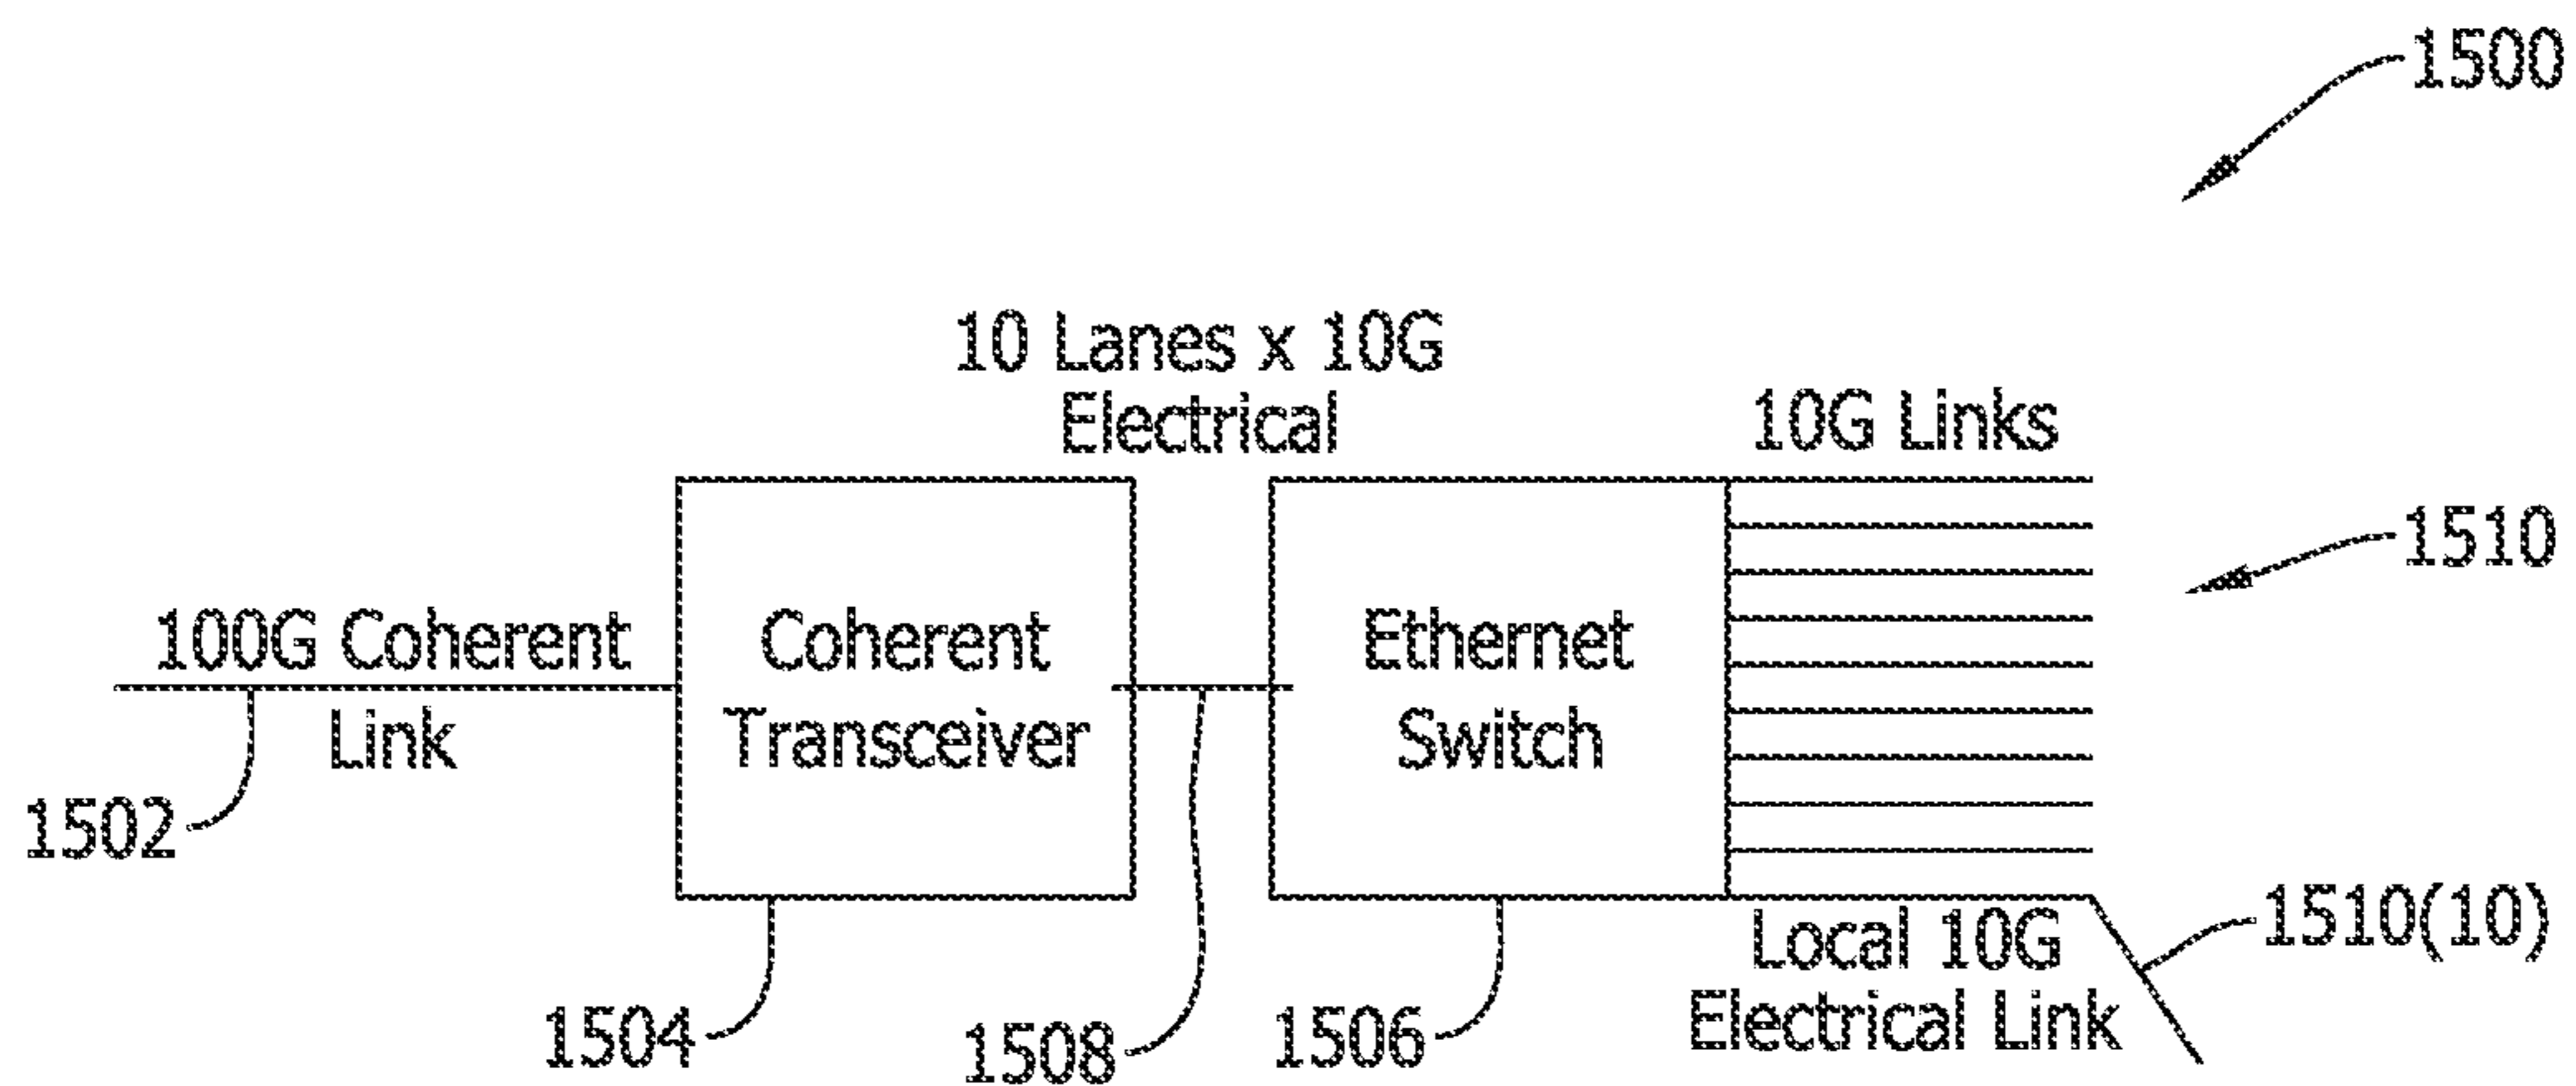 1500
10 Lanes x 10G
Electrical
10G Links
1510
100G Coherent
Link
Coherent
Transceiver
Ethernet
Switch
1502
Local 10G
Electrical Link
1510(10)
1504
1508
1506